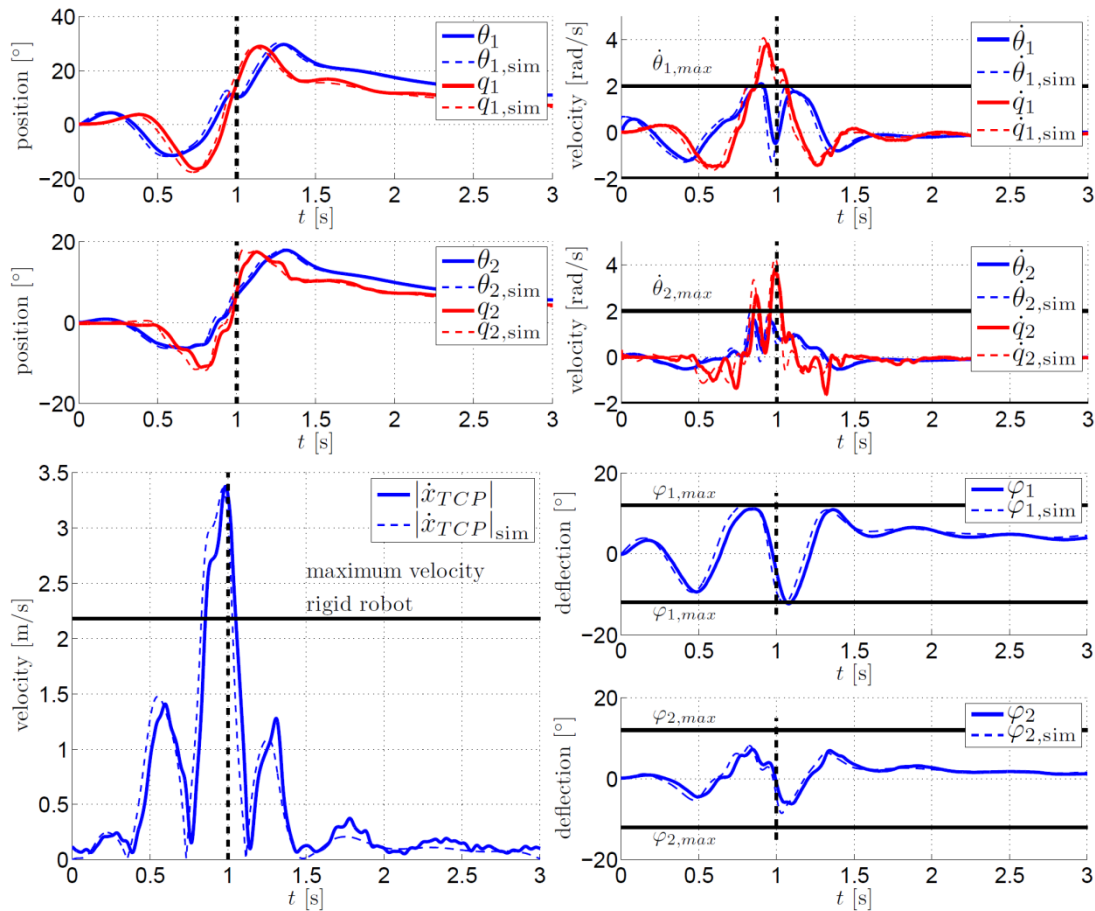 40
20
0
−20
0 0.5 1 1.5 2 2.5 3
position [°]
t [s]
θ1
θ1,sim
q1
q1,sim
4
2
0
−2
0 0.5 1 1.5 2 2.5 3
velocity [rad/s]
t [s]
θ̇1,max
θ̇1
θ̇1,sim
q̇1
q̇1,sim
20
10
0
−20
0 0.5 1 1.5 2 2.5 3
position [°]
t [s]
θ2
θ2,sim
q2
q2,sim
4
2
0
−2
0 0.5 1 1.5 2 2.5 3
velocity [rad/s]
t [s]
θ̇2,max
θ̇2
θ̇2,sim
q̇2
q̇2,sim
3.5
3
2.5
2
1.5
1
0.5
0
0 0.5 1 1.5 2 2.5 3
velocity [m/s]
t [s]
|ẋTCP|
|ẋTCP|sim
maximum velocity
rigid robot
20
0
−20
0 0.5 1 1.5 2 2.5 3
deflection [°]
t [s]
φ1,max
φ1,max
φ1
φ1,sim
20
0
−20
0 0.5 1 1.5 2 2.5 3
deflection [°]
t [s]
φ2,max
φ2,max
φ2
φ2,sim